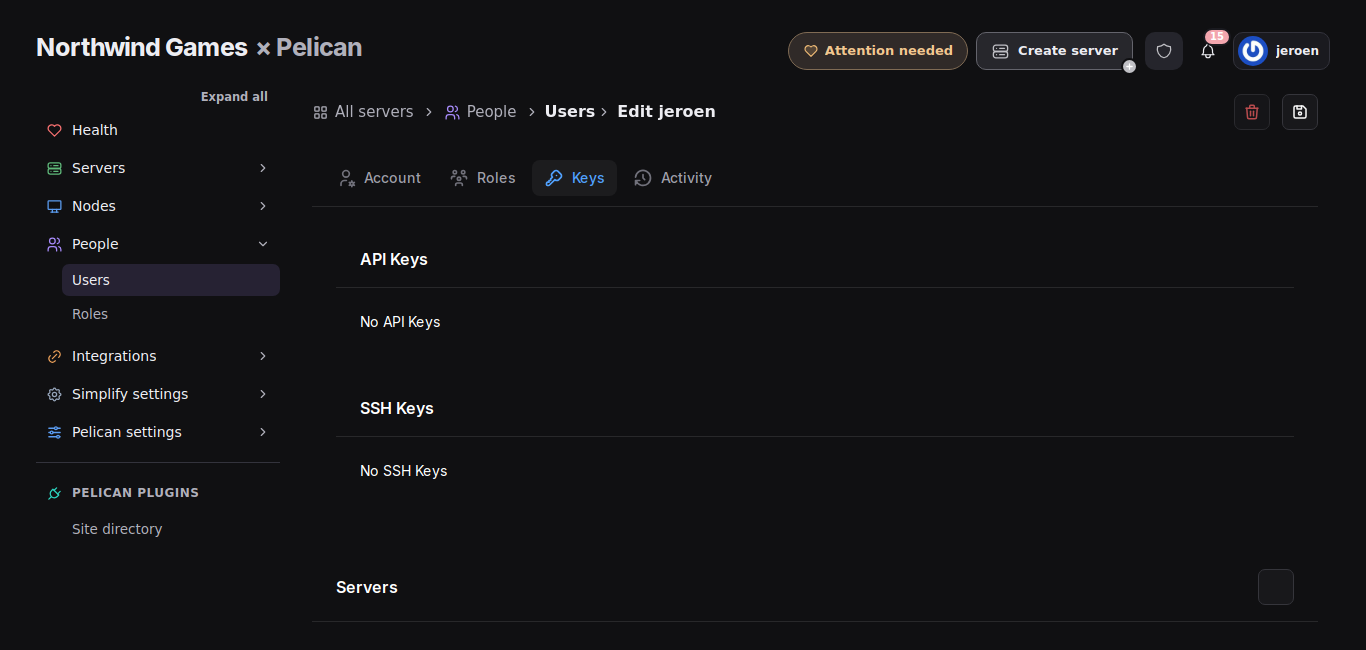 Northwind Games × Pelican
Attention needed
Create server
15
jeroen
Expand all
Health
Servers
Nodes
People
Users
Roles
Integrations
Simplify settings
Pelican settings
PELICAN PLUGINS
Site directory
All servers › People › Users › Edit jeroen
Account
Roles
Keys
Activity
API Keys
No API Keys
SSH Keys
No SSH Keys
Servers